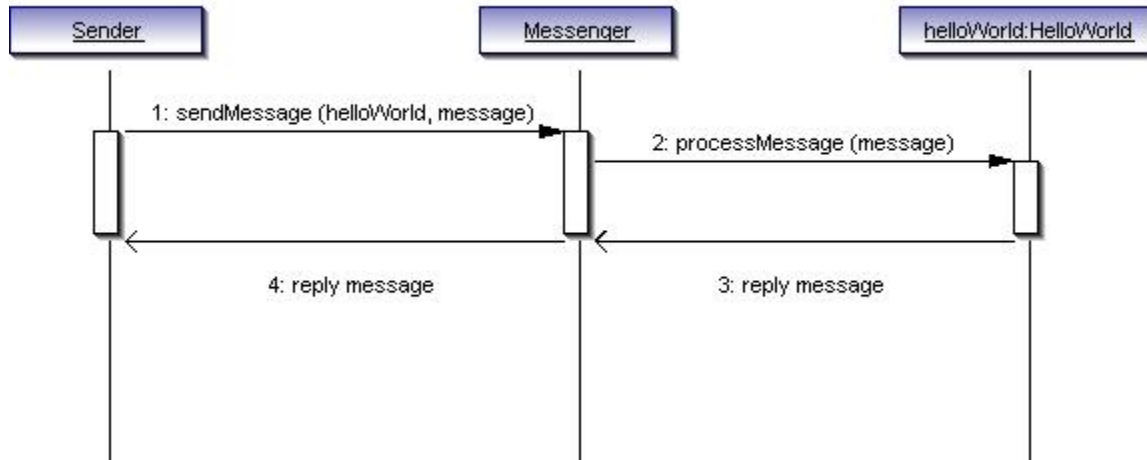 Sender
Messenger
helloWorld:HelloWorld
1: sendMessage (helloWorld, message)
2: processMessage (message)
4: reply message
3: reply message